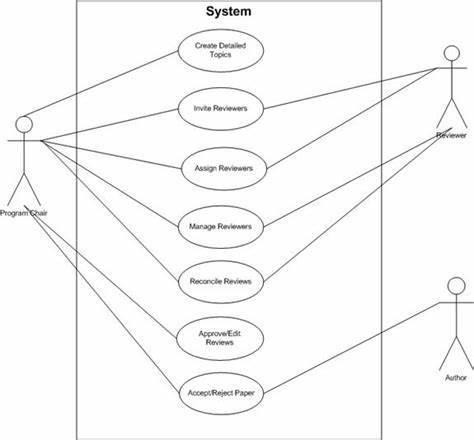 System
Create Detailed
Topics
Invite Reviewers
Reviewer
Assign Reviewers
Program Chair
Manage Reviewers
Reconcile Reviews
Approve/Edit
Reviews
Author
Accept/Reject Paper